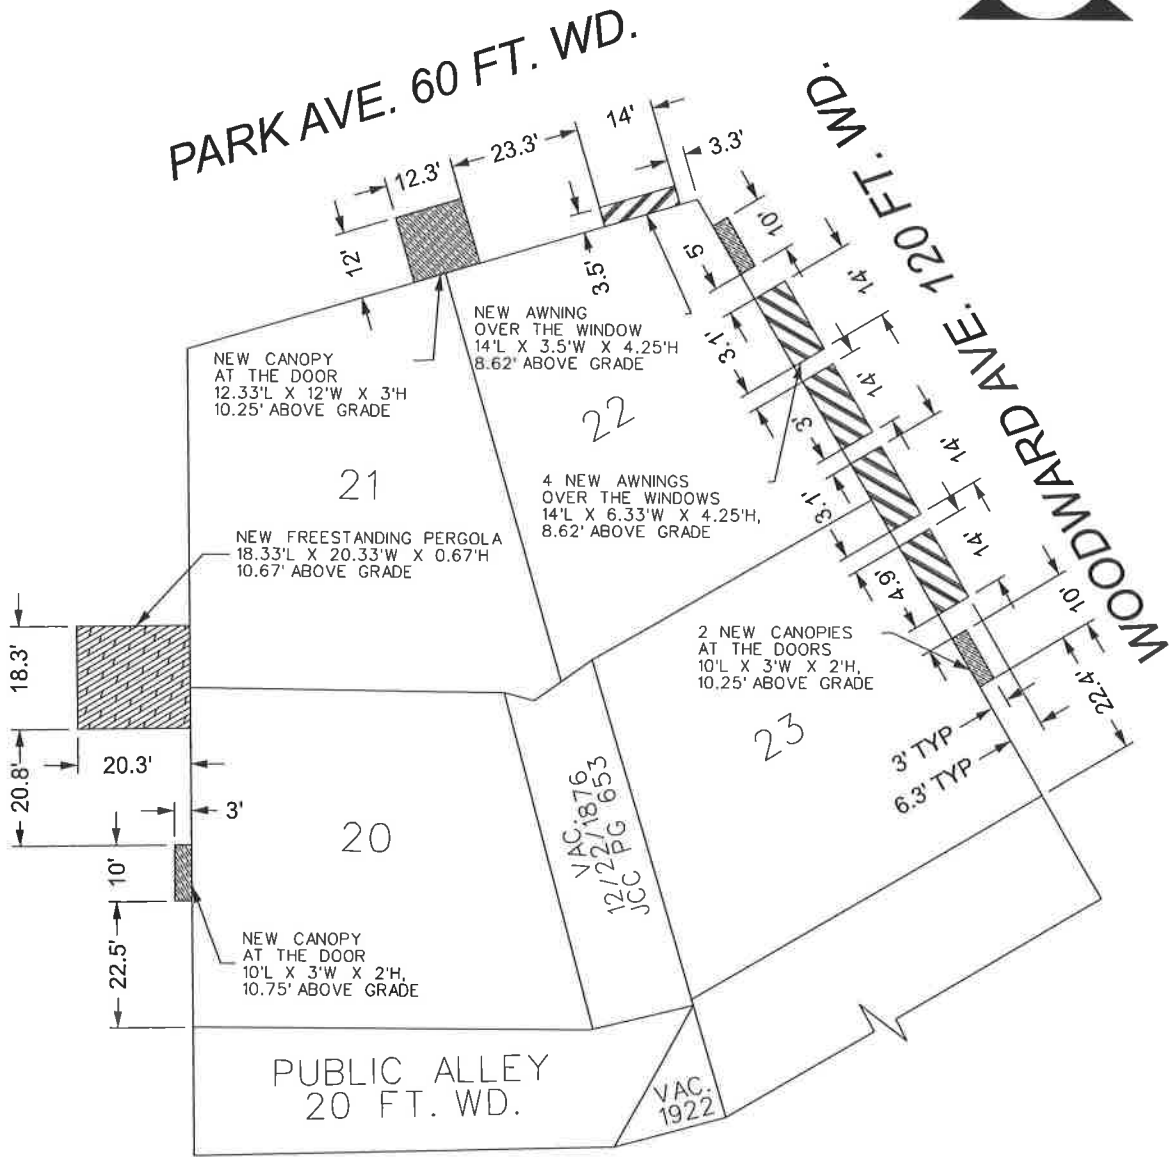 PARK AVE. 60 FT. WD.
WOODWARD AVE. 120 FT. WD.
12.3'
23.3'
14'
3.3'
12'
3.5'
5'
10'
14'
3.1'
14'
3'
14'
3.1'
14'
4.9'
10'
22.4'
3' TYP
6.3' TYP
NEW CANOPY
AT THE DOOR
12.33'L X 12'W X 3'H
10.25' ABOVE GRADE
NEW AWNING
OVER THE WINDOW
14'L X 3.5'W X 4.25'H
8.62' ABOVE GRADE
22
21
4 NEW AWNINGS
OVER THE WINDOWS
14'L X 6.33'W X 4.25'H,
8.62' ABOVE GRADE
NEW FREESTANDING PERGOLA
18.33'L X 20.33'W X 0.67'H
10.67' ABOVE GRADE
2 NEW CANOPIES
AT THE DOORS
10'L X 3'W X 2'H,
10.25' ABOVE GRADE
23
18.3'
20.3'
20.8'
3'
10'
22.5'
20
VAC.
12/22/1876
JCC PG 653
NEW CANOPY
AT THE DOOR
10'L X 3'W X 2'H,
10.75' ABOVE GRADE
PUBLIC ALLEY
20 FT. WD.
VAC.
1922